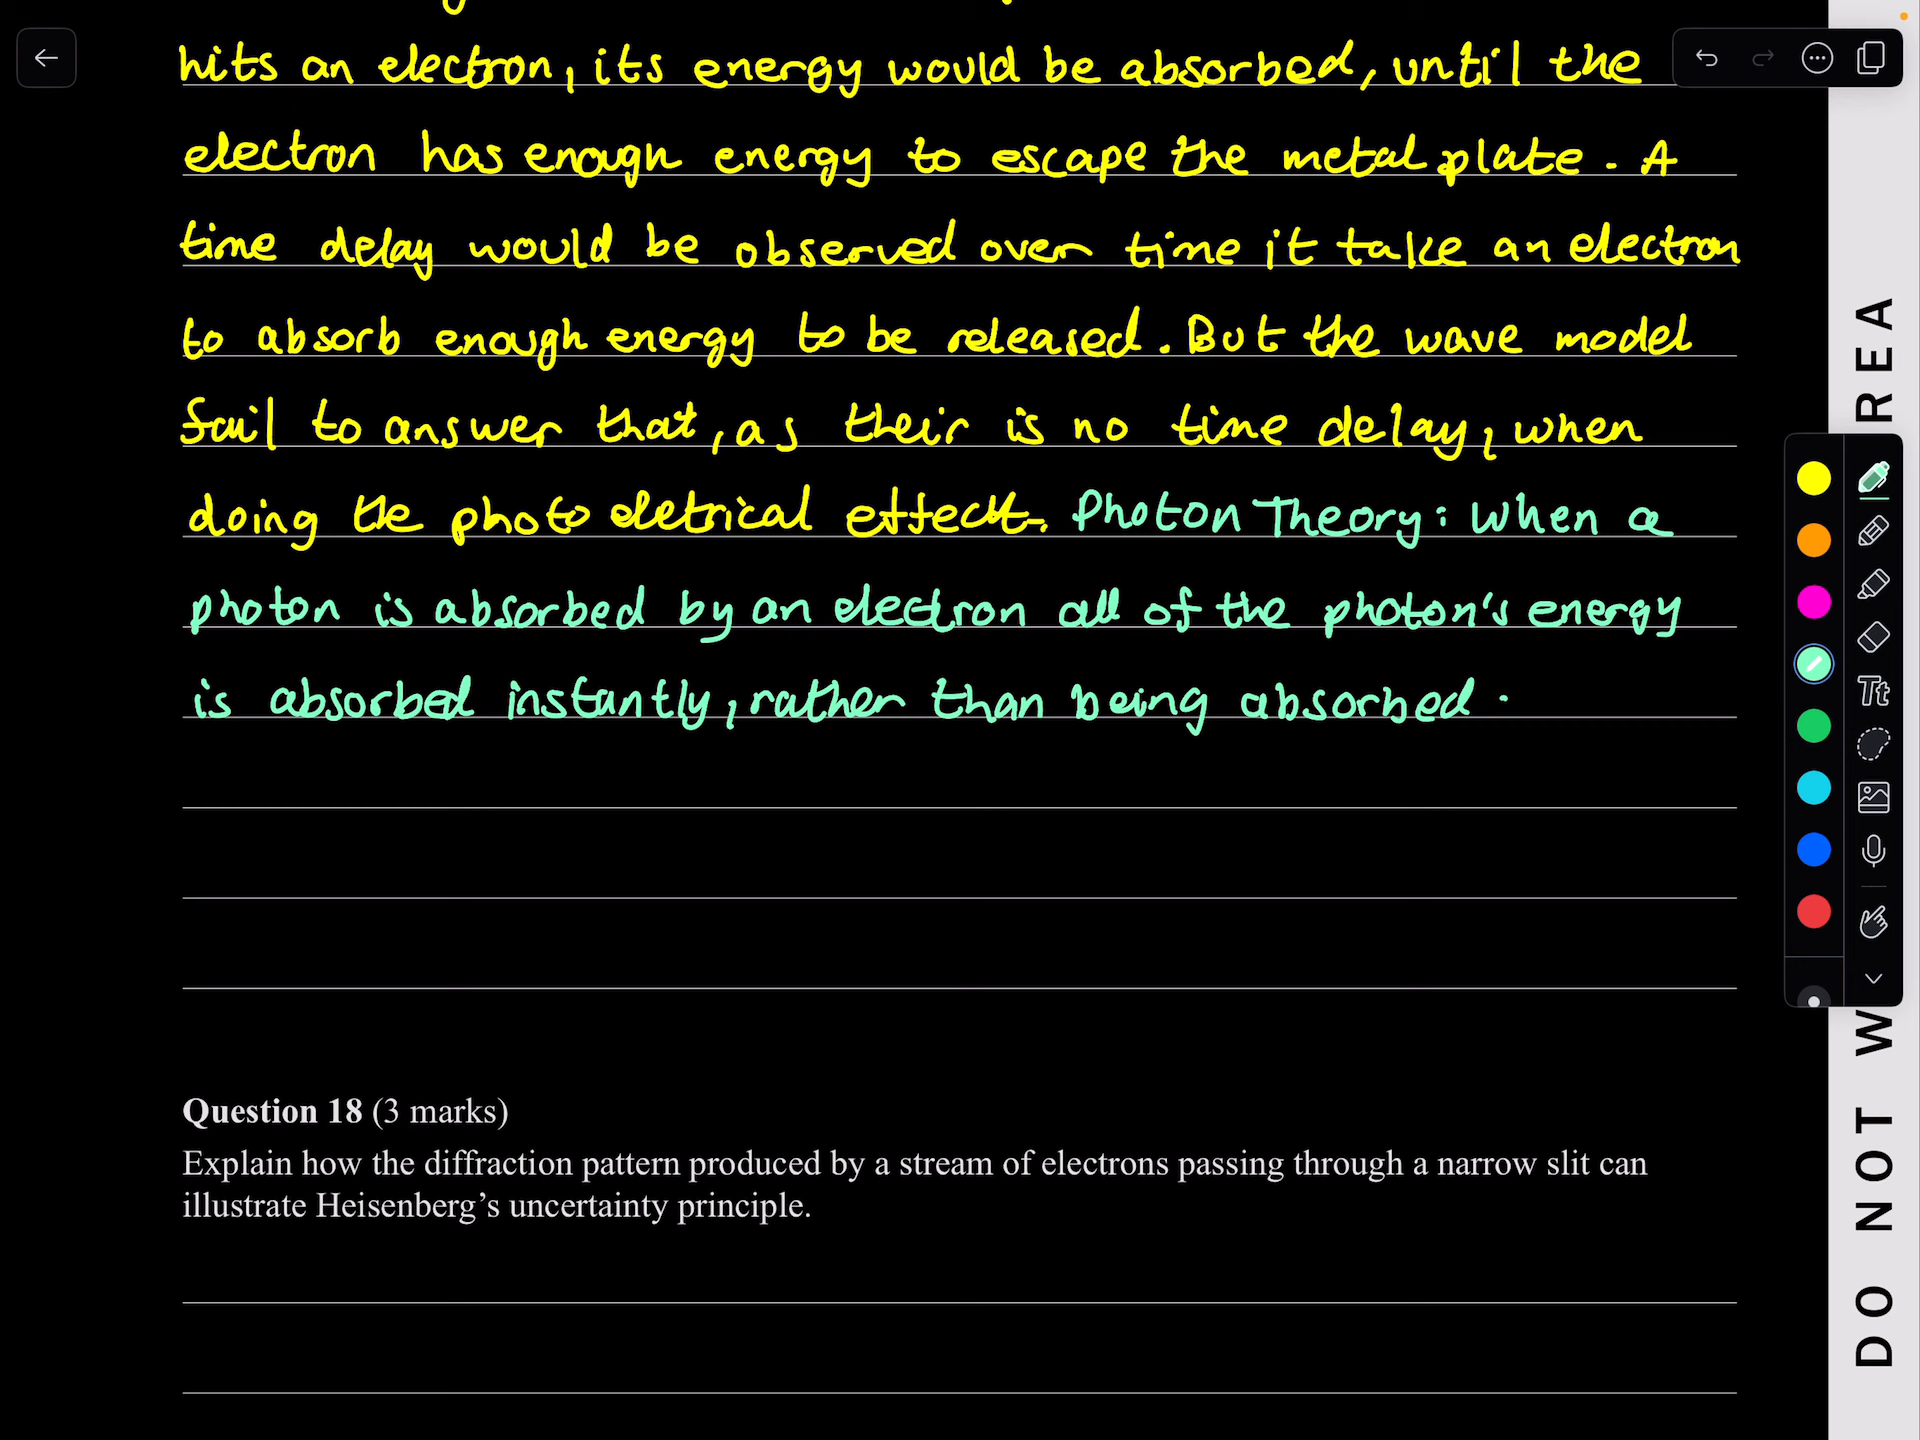 hits an electron, its energy would be absorbed, until the
electron has enough energy to escape the metal plate. A
time delay would be observed over time it take an electron
to absorb enough energy to be released. But the wave model
fail to answer that, as their is no time delay, when
doing the photo eletrical effect. Photon Theory: When a
photon is absorbed by an electron all of the photon's energy
is absorbed instantly, rather than being absorbed.
Question 18 (3 marks)
Explain how the diffraction pattern produced by a stream of electrons passing through a narrow slit can
illustrate Heisenberg’s uncertainty principle.
Tt
DO NOT W
REA